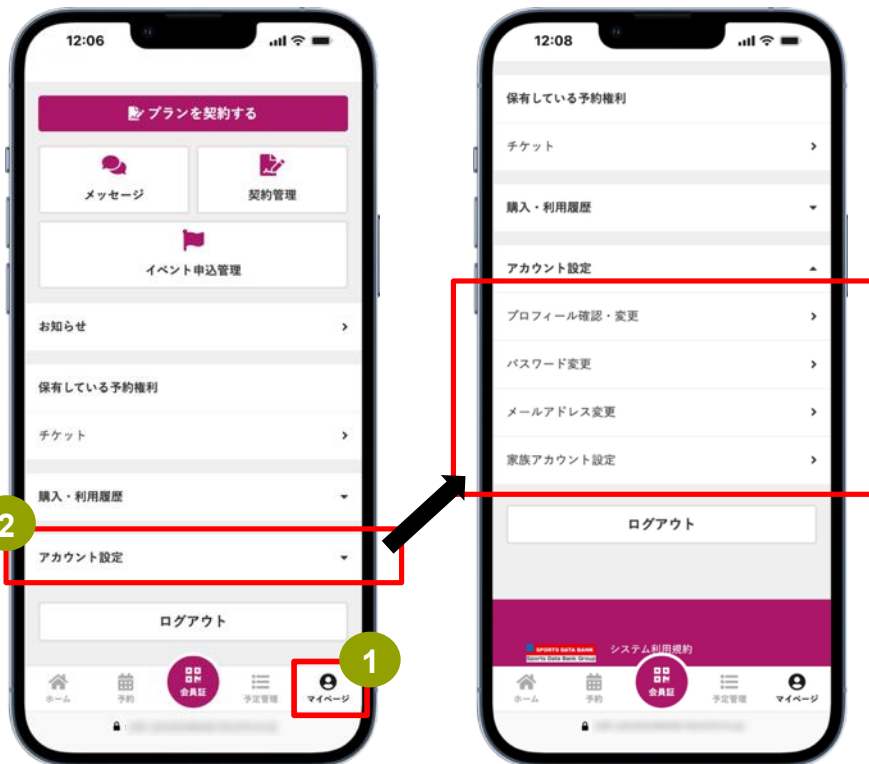 12:06
プランを契約する
メッセージ
契約管理
イベント申込管理
お知らせ
保有している予約権利
チケット
購入・利用履歴
2
アカウント設定
ログアウト
1
ホーム
予約
会員証
予定管理
マイページ
12:08
保有している予約権利
チケット
購入・利用履歴
アカウント設定
プロフィール確認・変更
パスワード変更
メールアドレス変更
家族アカウント設定
ログアウト
SPORTS DATA BANK
Sports Data Bank Group
システム利用規約
ホーム
予約
会員証
予定管理
マイページ